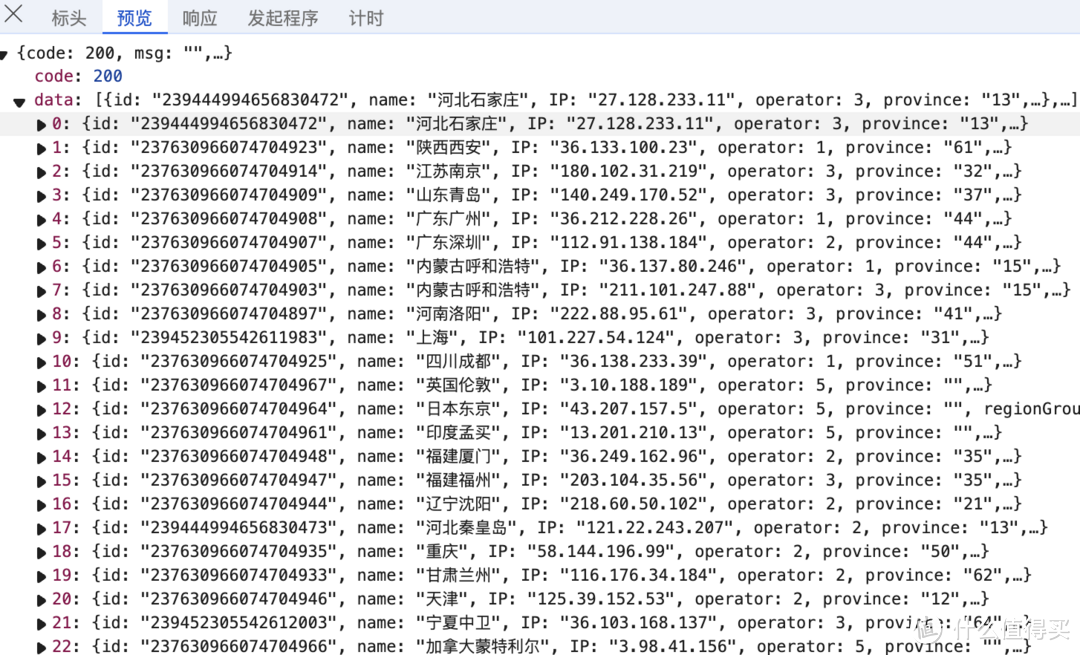 标头 预览 响应 发起程序 计时
{code: 200, msg: "",…}
code: 200
data: [{id: "239444994656830472", name: "河北石家庄", IP: "27.128.233.11", operator: 3, province: "13",…},…]
0: {id: "239444994656830472", name: "河北石家庄", IP: "27.128.233.11", operator: 3, province: "13",…}
1: {id: "237630966074704923", name: "陕西西安", IP: "36.133.100.23", operator: 1, province: "61",…}
2: {id: "237630966074704914", name: "江苏南京", IP: "180.102.31.219", operator: 3, province: "32",…}
3: {id: "237630966074704909", name: "山东青岛", IP: "140.249.170.52", operator: 3, province: "37",…}
4: {id: "237630966074704908", name: "广东广州", IP: "36.212.228.26", operator: 1, province: "44",…}
5: {id: "237630966074704907", name: "广东深圳", IP: "112.91.138.184", operator: 2, province: "44",…}
6: {id: "237630966074704905", name: "内蒙古呼和浩特", IP: "36.137.80.246", operator: 1, province: "15",…}
7: {id: "237630966074704903", name: "内蒙古呼和浩特", IP: "211.101.247.88", operator: 3, province: "15",…}
8: {id: "237630966074704897", name: "河南洛阳", IP: "222.88.95.61", operator: 3, province: "41",…}
9: {id: "239452305542611983", name: "上海", IP: "101.227.54.124", operator: 3, province: "31",…}
10: {id: "237630966074704925", name: "四川成都", IP: "36.138.233.39", operator: 1, province: "51",…}
11: {id: "237630966074704967", name: "英国伦敦", IP: "3.10.188.189", operator: 5, province: "",…}
12: {id: "237630966074704964", name: "日本东京", IP: "43.207.157.5", operator: 5, province: "", regionGrou
13: {id: "237630966074704961", name: "印度孟买", IP: "13.201.210.13", operator: 5, province: "",…}
14: {id: "237630966074704948", name: "福建厦门", IP: "36.249.162.96", operator: 2, province: "35",…}
15: {id: "237630966074704947", name: "福建福州", IP: "203.104.35.56", operator: 3, province: "35",…}
16: {id: "237630966074704944", name: "辽宁沈阳", IP: "218.60.50.102", operator: 2, province: "21",…}
17: {id: "239444994656830473", name: "河北秦皇岛", IP: "121.22.243.207", operator: 2, province: "13",…}
18: {id: "237630966074704935", name: "重庆", IP: "58.144.196.99", operator: 2, province: "50",…}
19: {id: "237630966074704933", name: "甘肃兰州", IP: "116.176.34.184", operator: 2, province: "62",…}
20: {id: "237630966074704946", name: "天津", IP: "125.39.152.53", operator: 2, province: "12",…}
21: {id: "239452305542612003", name: "宁夏中卫", IP: "36.103.168.137", operator: 3, province: "64",…}
22: {id: "237630966074704966", name: "加拿大蒙特利尔", IP: "3.98.41.156", operator: 5, province: "",…}
值 什么值得买